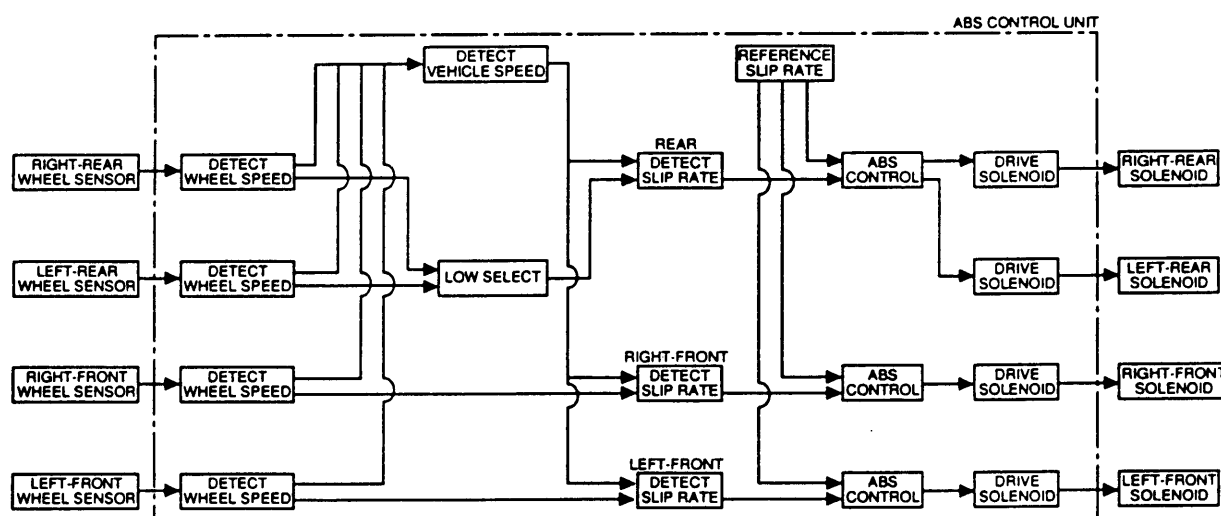 ABS CONTROL UNIT
DETECT
VEHICLE SPEED
REFERENCE
SLIP RATE
RIGHT-REAR
WHEEL SENSOR
DETECT
WHEEL SPEED
REAR
DETECT
SLIP RATE
ABS
CONTROL
DRIVE
SOLENOID
RIGHT-REAR
SOLENOID
LEFT-REAR
WHEEL SENSOR
DETECT
WHEEL SPEED
LOW SELECT
DRIVE
SOLENOID
LEFT-REAR
SOLENOID
RIGHT-FRONT
WHEEL SENSOR
DETECT
WHEEL SPEED
RIGHT-FRONT
DETECT
SLIP RATE
ABS
CONTROL
DRIVE
SOLENOID
RIGHT-FRONT
SOLENOID
LEFT-FRONT
WHEEL SENSOR
DETECT
WHEEL SPEED
LEFT-FRONT
DETECT
SLIP RATE
ABS
CONTROL
DRIVE
SOLENOID
LEFT-FRONT
SOLENOID